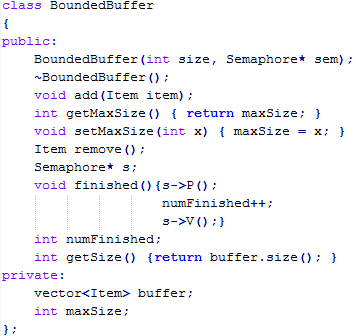 class BoundedBuffer
{
public:
    BoundedBuffer(int size, Semaphore* sem);
    ~BoundedBuffer();
    void add(Item item);
    int getMaxSize() { return maxSize; }
    void setMaxSize(int x) { maxSize = x; }
    Item remove();
    Semaphore* s;
    void finished(){s->P();
                    numFinished++;
                    s->V();}
    int numFinished;
    int getSize() {return buffer.size(); }
private:
    vector<Item> buffer;
    int maxSize;
};